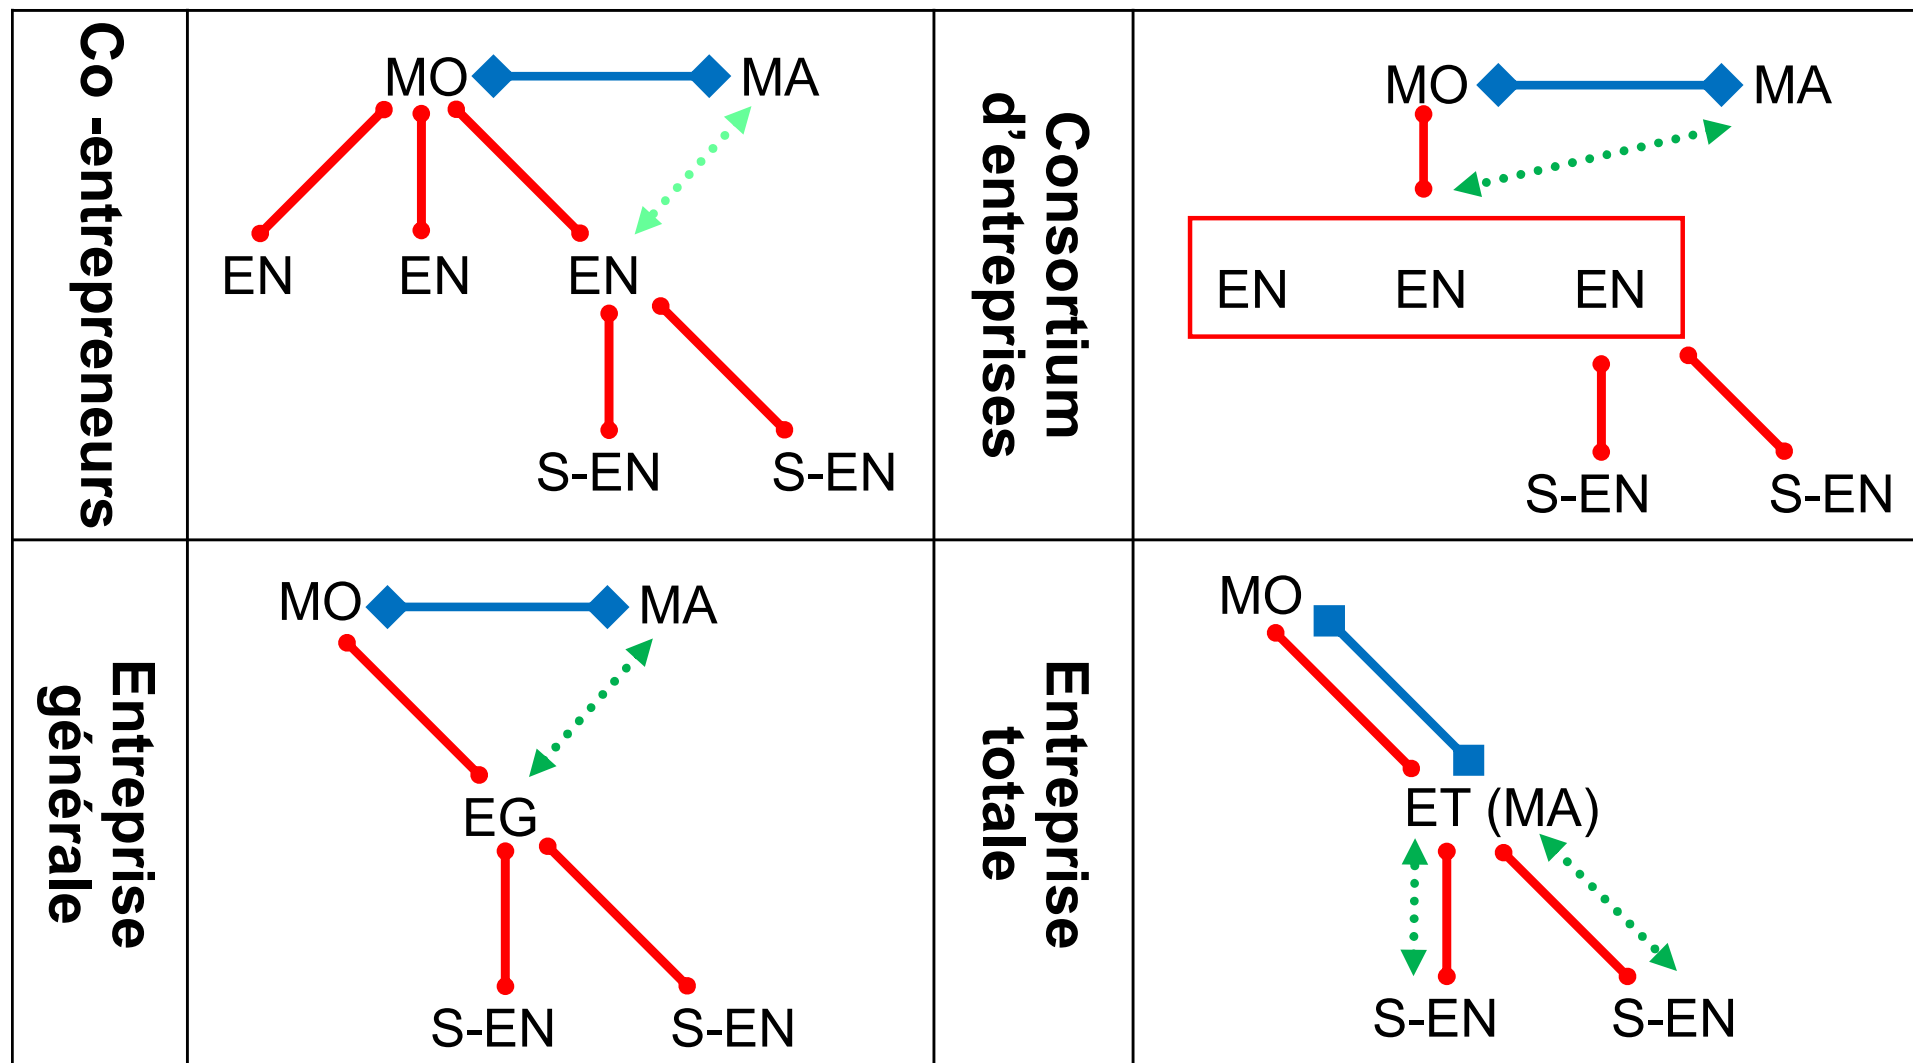 Co -entrepreneurs
MO MA
EN EN EN
S-EN S-EN
Consortium
d'entreprises
MO MA
EN EN EN
S-EN S-EN
Entreprise
générale
MO MA
EG
S-EN S-EN
Entreprise
totale
MO
ET (MA)
S-EN S-EN